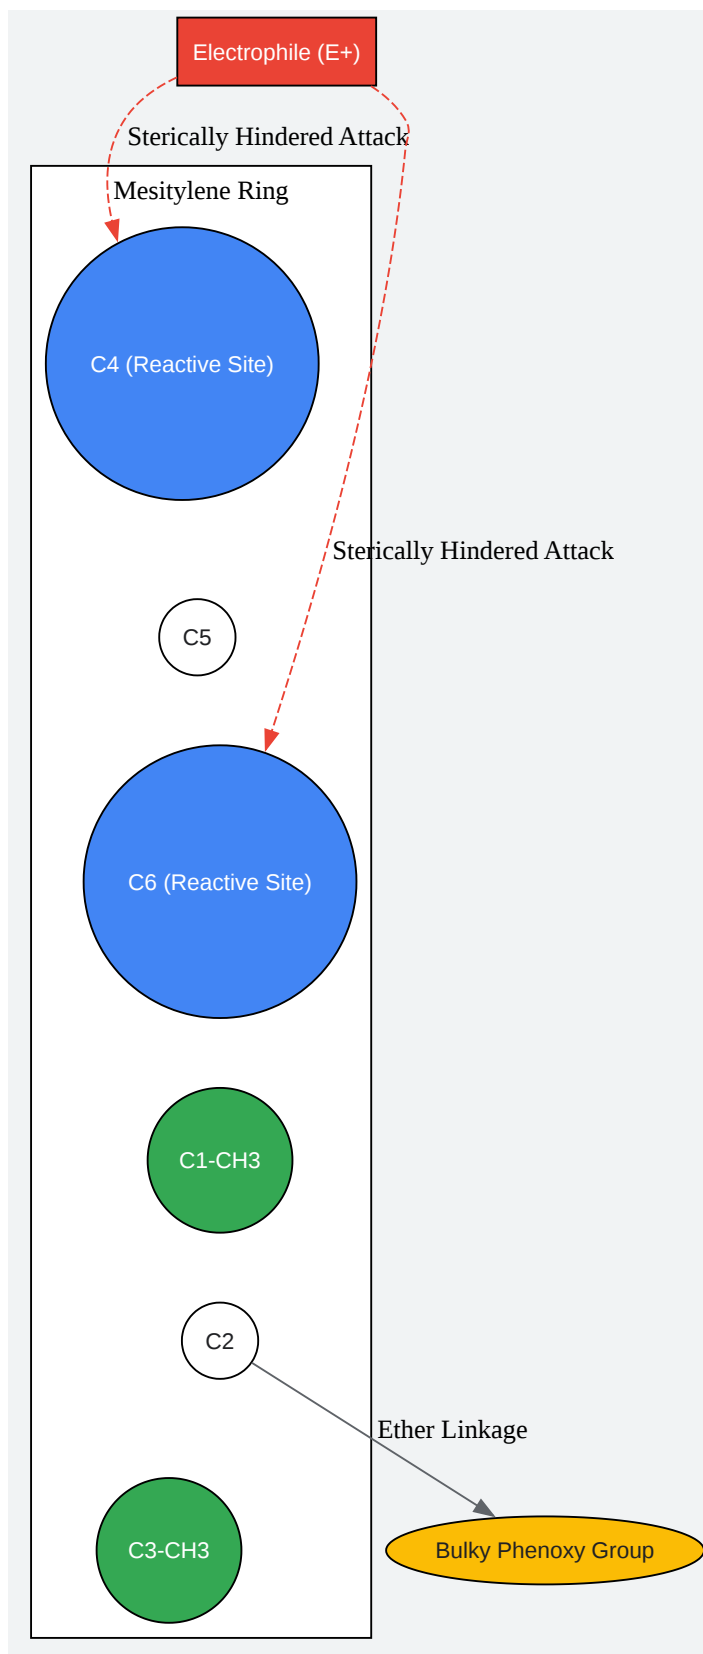 Electrophile (E+)
Sterically Hindered Attack
Mesitylene Ring
C4 (Reactive Site)
Sterically Hindered Attack
C5
C6 (Reactive Site)
C1-CH3
C2
Ether Linkage
C3-CH3
Bulky Phenoxy Group